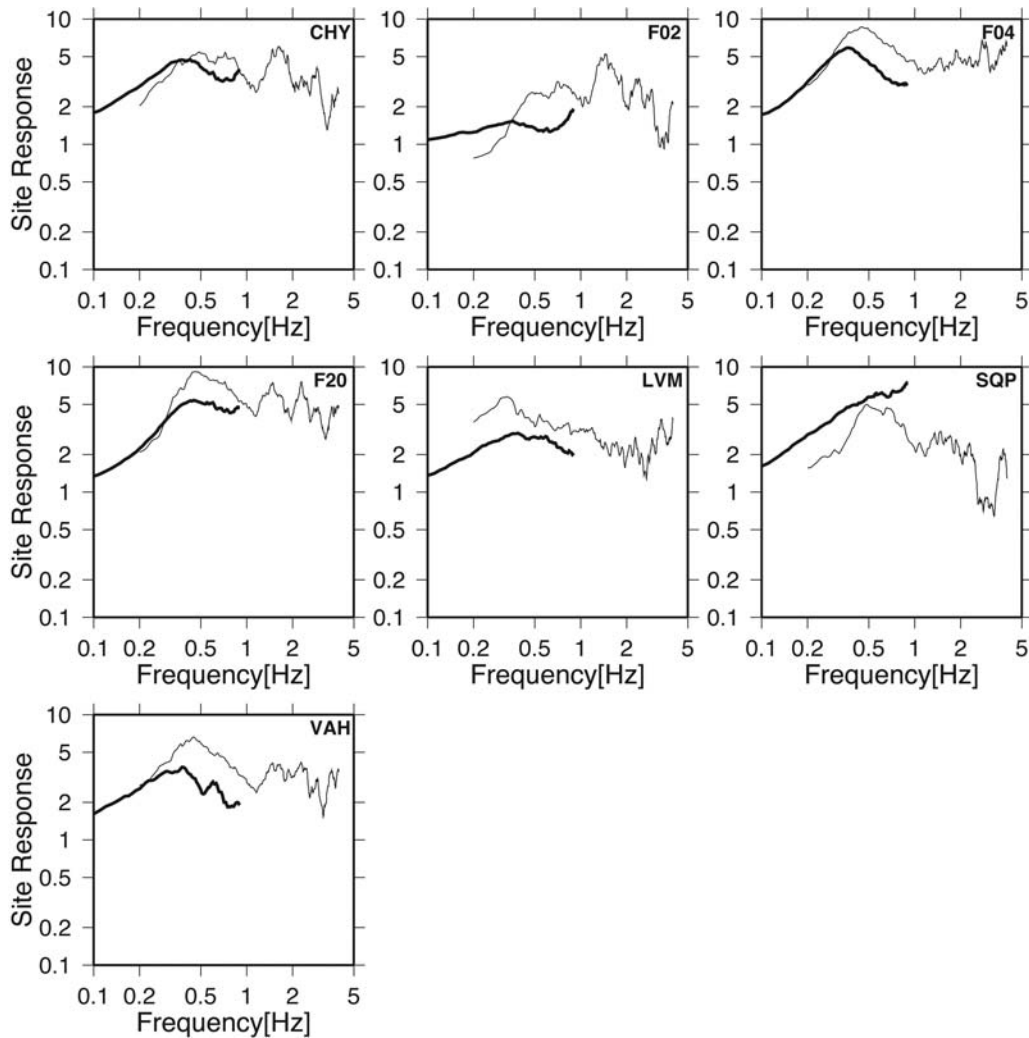 10 CHY 10 F02 10 F04
5 5 5
2 2 2
1 1 1
0.5 0.5 0.5
0.2 0.2 0.2
0.1 0.1 0.1
Site Response
0.1 0.2 0.5 1 2 5 0.1 0.2 0.5 1 2 5 0.1 0.2 0.5 1 2 5
Frequency[Hz] Frequency[Hz] Frequency[Hz]
10 F20 10 LVM 10 SQP
5 5 5
2 2 2
1 1 1
0.5 0.5 0.5
0.2 0.2 0.2
0.1 0.1 0.1
Site Response
0.1 0.2 0.5 1 2 5 0.1 0.2 0.5 1 2 5 0.1 0.2 0.5 1 2 5
Frequency[Hz] Frequency[Hz] Frequency[Hz]
10 VAH
5
2
1
0.5
0.2
0.1
Site Response
0.1 0.2 0.5 1 2 5
Frequency[Hz]